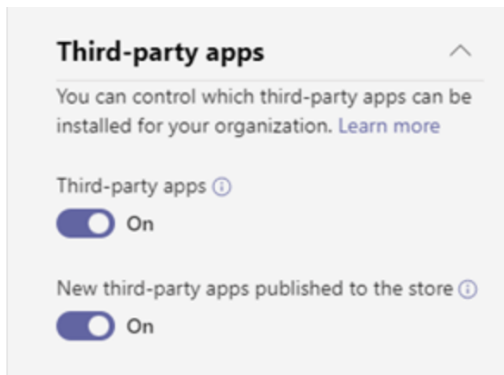 Third-party apps
You can control which third-party apps can be
installed for your organization. Learn more
Third-party apps
On
New third-party apps published to the store
On